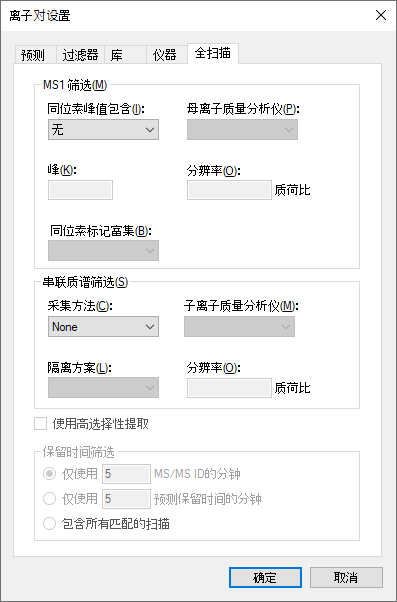 离子对设置
预测 过滤器 库 仪器 全扫描
MS1 筛选(M)
同位素峰值包含(I): 母离子质量分析仪(P):
无
峰(K): 分辨率(O):
质荷比
同位素标记富集(B):
串联质谱筛选(S)
采集方法(C): 子离子质量分析仪(M):
None
隔离方案(L): 分辨率(O):
质荷比
使用高选择性提取
保留时间筛选
仅使用 5 MS/MS ID的分钟
仅使用 5 预测保留时间的分钟
包含所有匹配的扫描
确定 取消